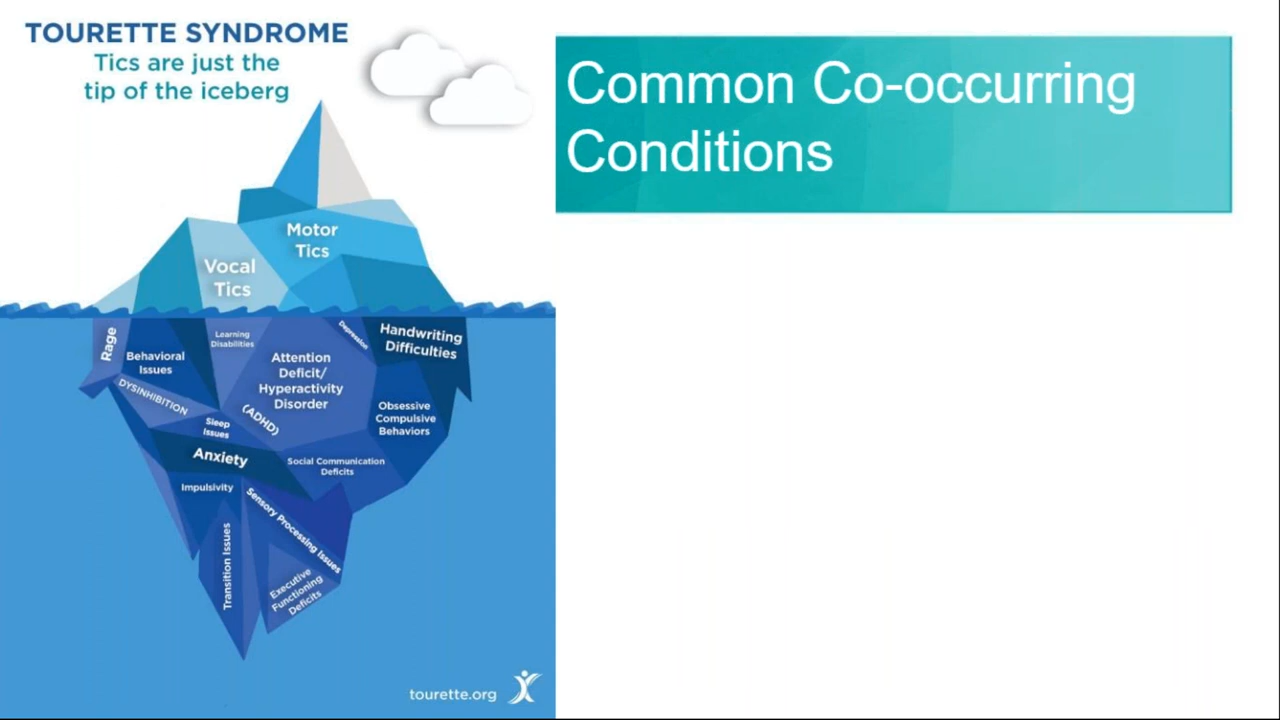 TOURETTE SYNDROME
Tics are just the
tip of the iceberg
Common Co-occurring
Conditions
Motor
Tics
Vocal
Tics
Rage
Behavioral
Issues
Learning
Disabilities
Attention
Deficit/
Hyperactivity
Disorder
(ADHD)
Depression
Handwriting
Difficulties
DYSINHIBITION
Sleep
Issues
Obsessive
Compulsive
Behaviors
Anxiety
Social Communication
Deficits
Impulsivity
Sensory Processing Issues
Transition Issues
Executive
Functioning
Deficits
tourette.org